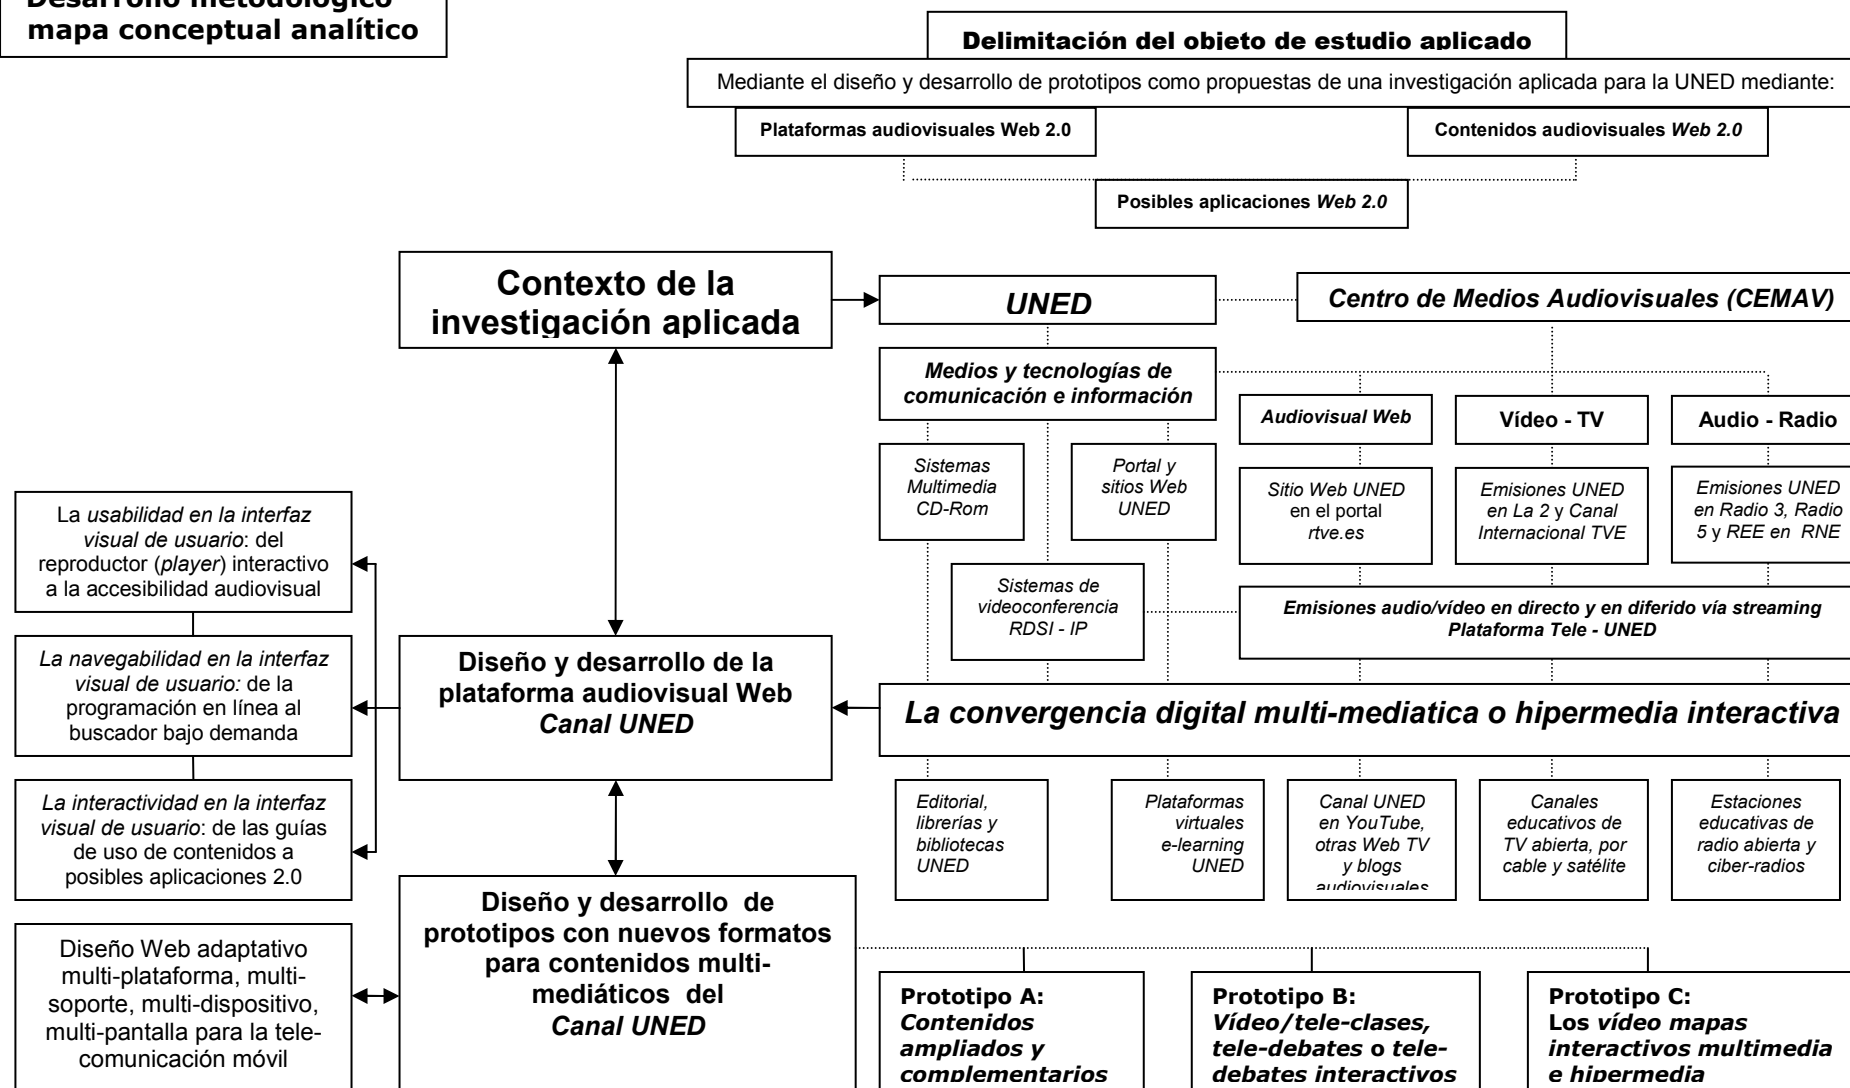 Desarrollo metodológico
mapa conceptual analítico
Delimitación del objeto de estudio aplicado
Mediante el diseño y desarrollo de prototipos como propuestas de una investigación aplicada para la UNED mediante:
Plataformas audiovisuales Web 2.0
Contenidos audiovisuales Web 2.0
Posibles aplicaciones Web 2.0
Contexto de la
investigación aplicada
UNED
Centro de Medios Audiovisuales (CEMAV)
Medios y tecnologías de
comunicación e información
Audiovisual Web
Vídeo - TV
Audio - Radio
Sistemas
Multimedia
CD-Rom
Portal y
sitios Web
UNED
Sitio Web UNED
en el portal
rtve.es
Emisiones UNED
en La 2 y Canal
Internacional TVE
Emisiones UNED
en Radio 3, Radio
5 y REE en RNE
Sistemas de
videoconferencia
RDSI - IP
Emisiones audio/vídeo en directo y en diferido vía streaming
Plataforma Tele - UNED
La usabilidad en la interfaz
visual de usuario: del
reproductor (player) interactivo
a la accesibilidad audiovisual
La navegabilidad en la interfaz
visual de usuario: de la
programación en línea al
buscador bajo demanda
La interactividad en la interfaz
visual de usuario: de las guías
de uso de contenidos a
posibles aplicaciones 2.0
Diseño y desarrollo de la
plataforma audiovisual Web
Canal UNED
La convergencia digital multi-mediatica o hipermedia interactiva
Editorial,
librerías y
bibliotecas
UNED
Plataformas
virtuales
e-learning
UNED
Canal UNED
en YouTube,
otras Web TV
y blogs
audiovisuales
Canales
educativos de
TV abierta, por
cable y satélite
Estaciones
educativas de
radio abierta y
ciber-radios
Diseño Web adaptativo
multi-plataforma, multi-
soporte, multi-dispositivo,
multi-pantalla para la tele-
comunicación móvil
Diseño y desarrollo de
prototipos con nuevos formatos
para contenidos multi-
mediáticos del
Canal UNED
Prototipo A:
Contenidos
ampliados y
complementarios
Prototipo B:
Vídeo/tele-clases,
tele-debates o tele-
debates interactivos
Prototipo C:
Los vídeo mapas
interactivos multimedia
e hipermedia